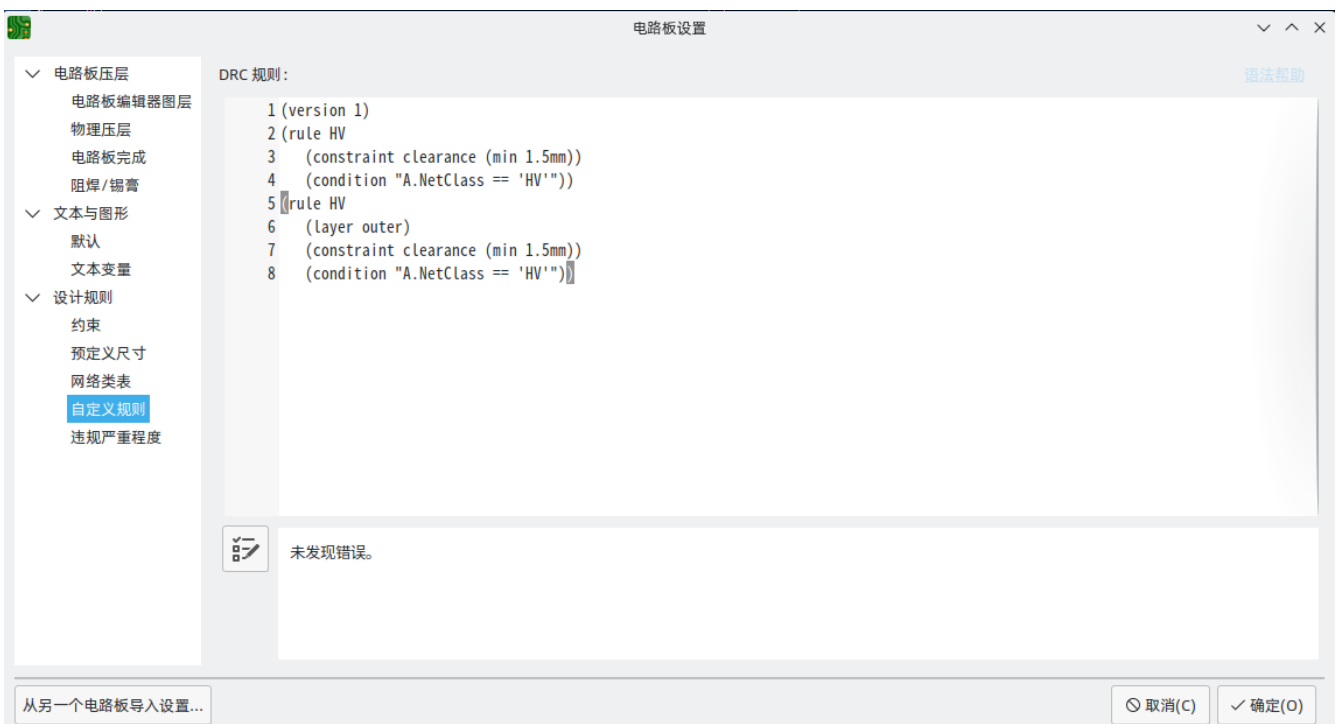 电路板设置
电路板压层
电路板编辑器图层
物理压层
电路板完成
阻焊/锡膏
文本与图形
默认
文本变量
设计规则
约束
预定义尺寸
网络类表
自定义规则
违规严重程度
DRC 规则:
语法帮助
1 (version 1)
2 (rule HV
3 (constraint clearance (min 1.5mm))
4 (condition "A.NetClass == 'HV'"))
5 (rule HV
6 (layer outer)
7 (constraint clearance (min 1.5mm))
8 (condition "A.NetClass == 'HV'"))
未发现错误。
从另一个电路板导入设置...
取消(C)
确定(O)